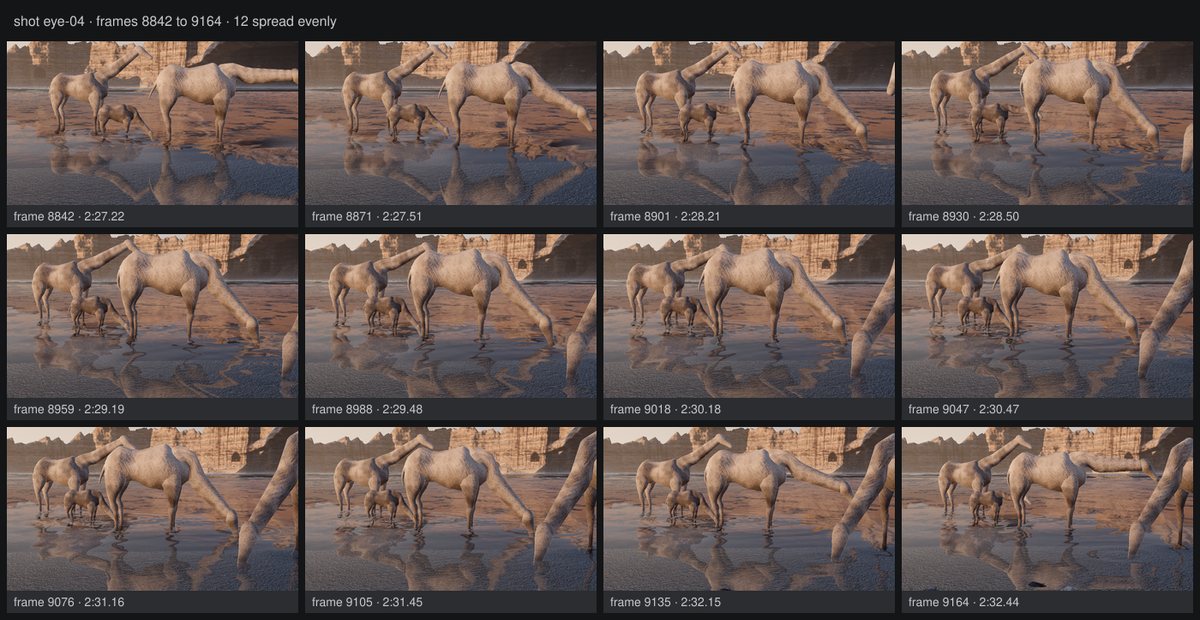 shot eye-04 · frames 8842 to 9164 · 12 spread evenly
frame 8842 · 2:27.22
frame 8871 · 2:27.51
frame 8901 · 2:28.21
frame 8930 · 2:28.50
frame 8959 · 2:29.19
frame 8988 · 2:29.48
frame 9018 · 2:30.18
frame 9047 · 2:30.47
frame 9076 · 2:31.16
frame 9105 · 2:31.45
frame 9135 · 2:32.15
frame 9164 · 2:32.44